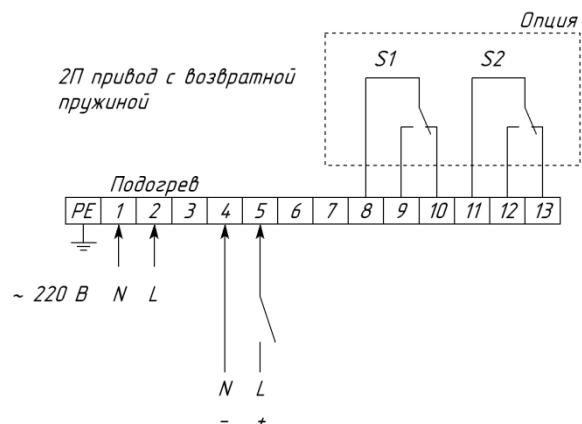 Опция
S1 S2
2П привод с возвратной
пружиной
Подогрев
PE 1 2 3 4 5 6 7 8 9 10 11 12 13
~ 220 В N L
N L
- +